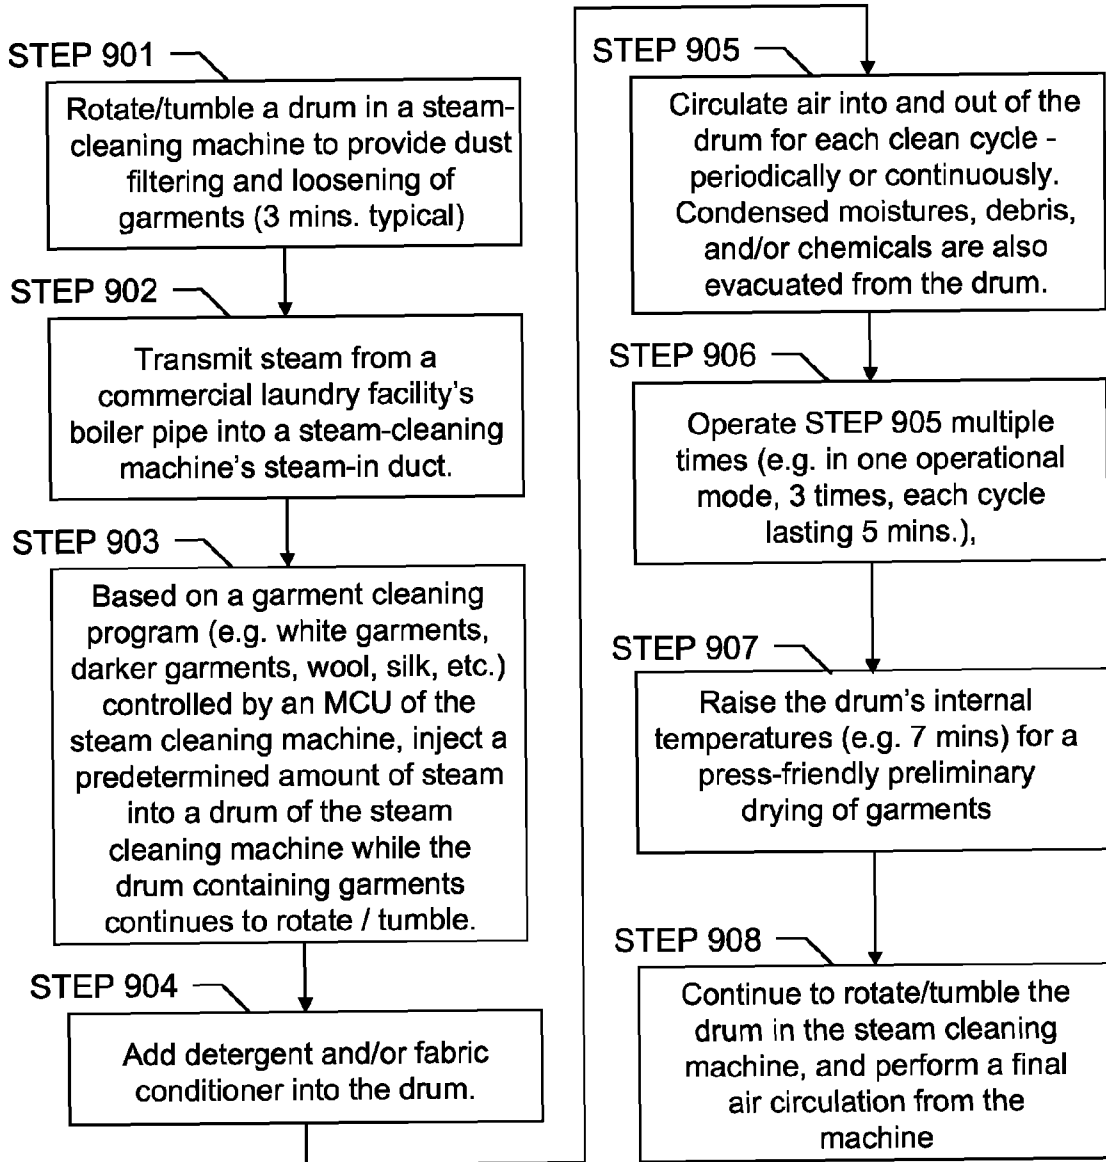 STEP 901
Rotate/tumble a drum in a steam-
cleaning machine to provide dust
filtering and loosening of
garments (3 mins. typical)
STEP 902
Transmit steam from a
commercial laundry facility's
boiler pipe into a steam-cleaning
machine's steam-in duct.
STEP 903
Based on a garment cleaning
program (e.g. white garments,
darker garments, wool, silk, etc.)
controlled by an MCU of the
steam cleaning machine, inject a
predetermined amount of steam
into a drum of the steam
cleaning machine while the
drum containing garments
continues to rotate / tumble.
STEP 904
Add detergent and/or fabric
conditioner into the drum.
STEP 905
Circulate air into and out of the
drum for each clean cycle -
periodically or continuously.
Condensed moistures, debris,
and/or chemicals are also
evacuated from the drum.
STEP 906
Operate STEP 905 multiple
times (e.g. in one operational
mode, 3 times, each cycle
lasting 5 mins.),
STEP 907
Raise the drum's internal
temperatures (e.g. 7 mins) for a
press-friendly preliminary
drying of garments
STEP 908
Continue to rotate/tumble the
drum in the steam cleaning
machine, and perform a final
air circulation from the
machine